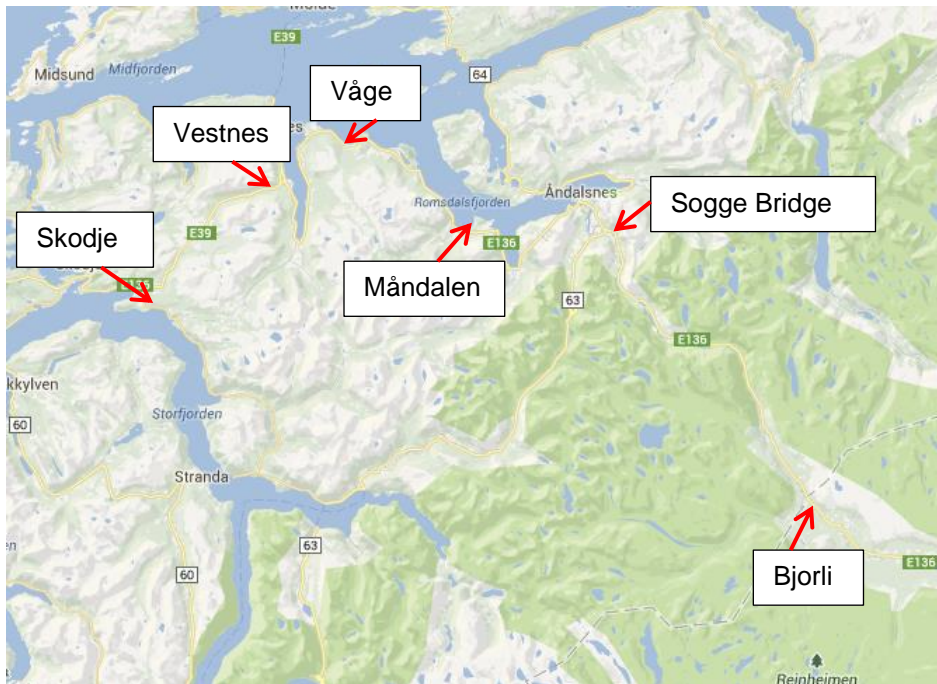 E39
Midsund
Midfjorden
64
Våge
Vestnes
es
Romsdalsfjorden
Åndalsnes
Sogge Bridge
Skodje
E39
E136
Måndalen
63
E136
kkylven
60
Storfjorden
Stranda
63
60
E136
Bjorli
Reinheimen